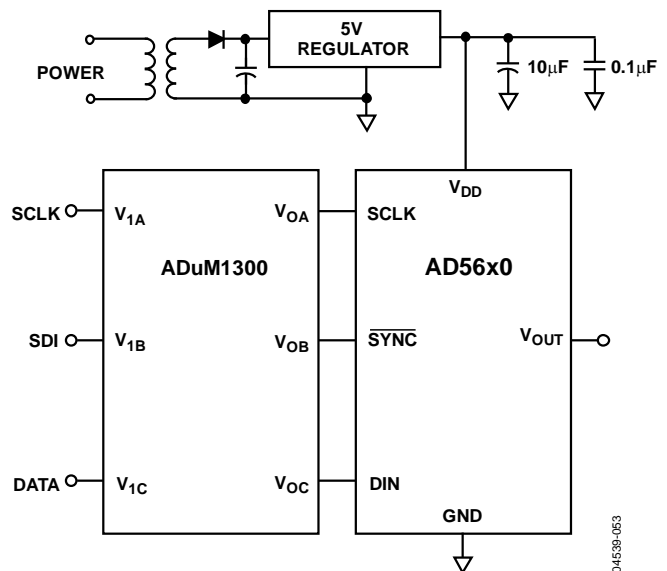 5V
REGULATOR
POWER
10μF
0.1μF
SCLK
SDI
DATA
V1A
V1B
V1C
ADuM1300
VOA
VOB
VOC
VDD
SCLK
AD56x0
SYNC
VOUT
DIN
GND
04539-053